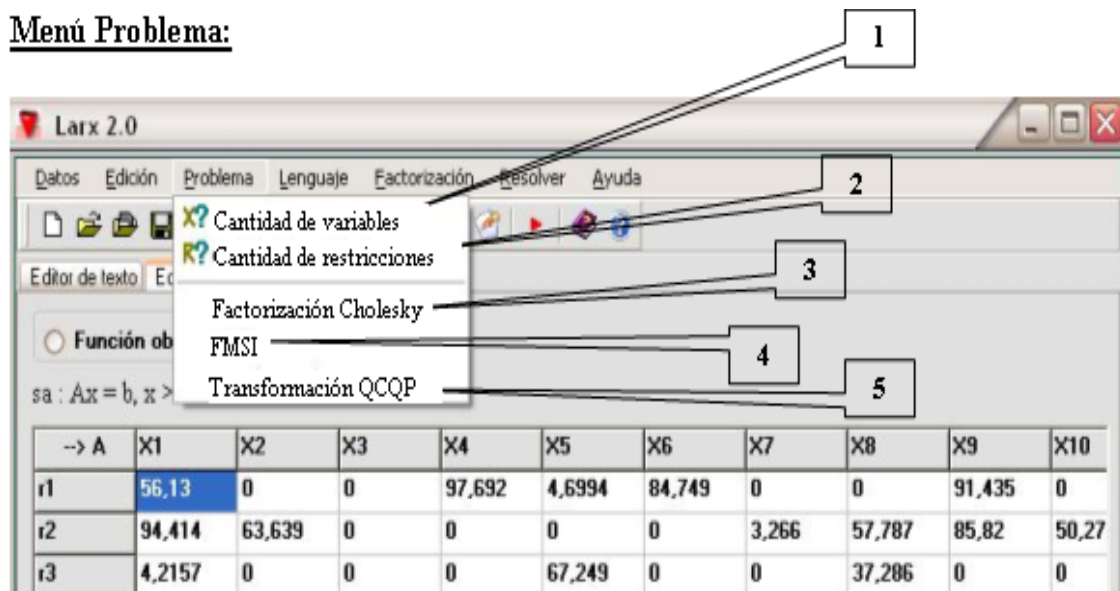 Menú Problema:
1
Larx 2.0
Datos Edición Problema Lenguaje Factorización Resolver Ayuda
2
X? Cantidad de variables
R? Cantidad de restricciones
Editor de texto Ec
3
Factorización Cholesky
Función ob
FMSI
4
sa : Ax = b, x >
Transformación QCQP
5
--> A X1 X2 X3 X4 X5 X6 X7 X8 X9 X10
r1 56,13 0 0 97,692 4,6994 84,749 0 0 91,435 0
r2 94,414 63,639 0 0 0 0 3,266 57,787 85,82 50,27
r3 4,2157 0 0 0 67,249 0 0 37,286 0 0